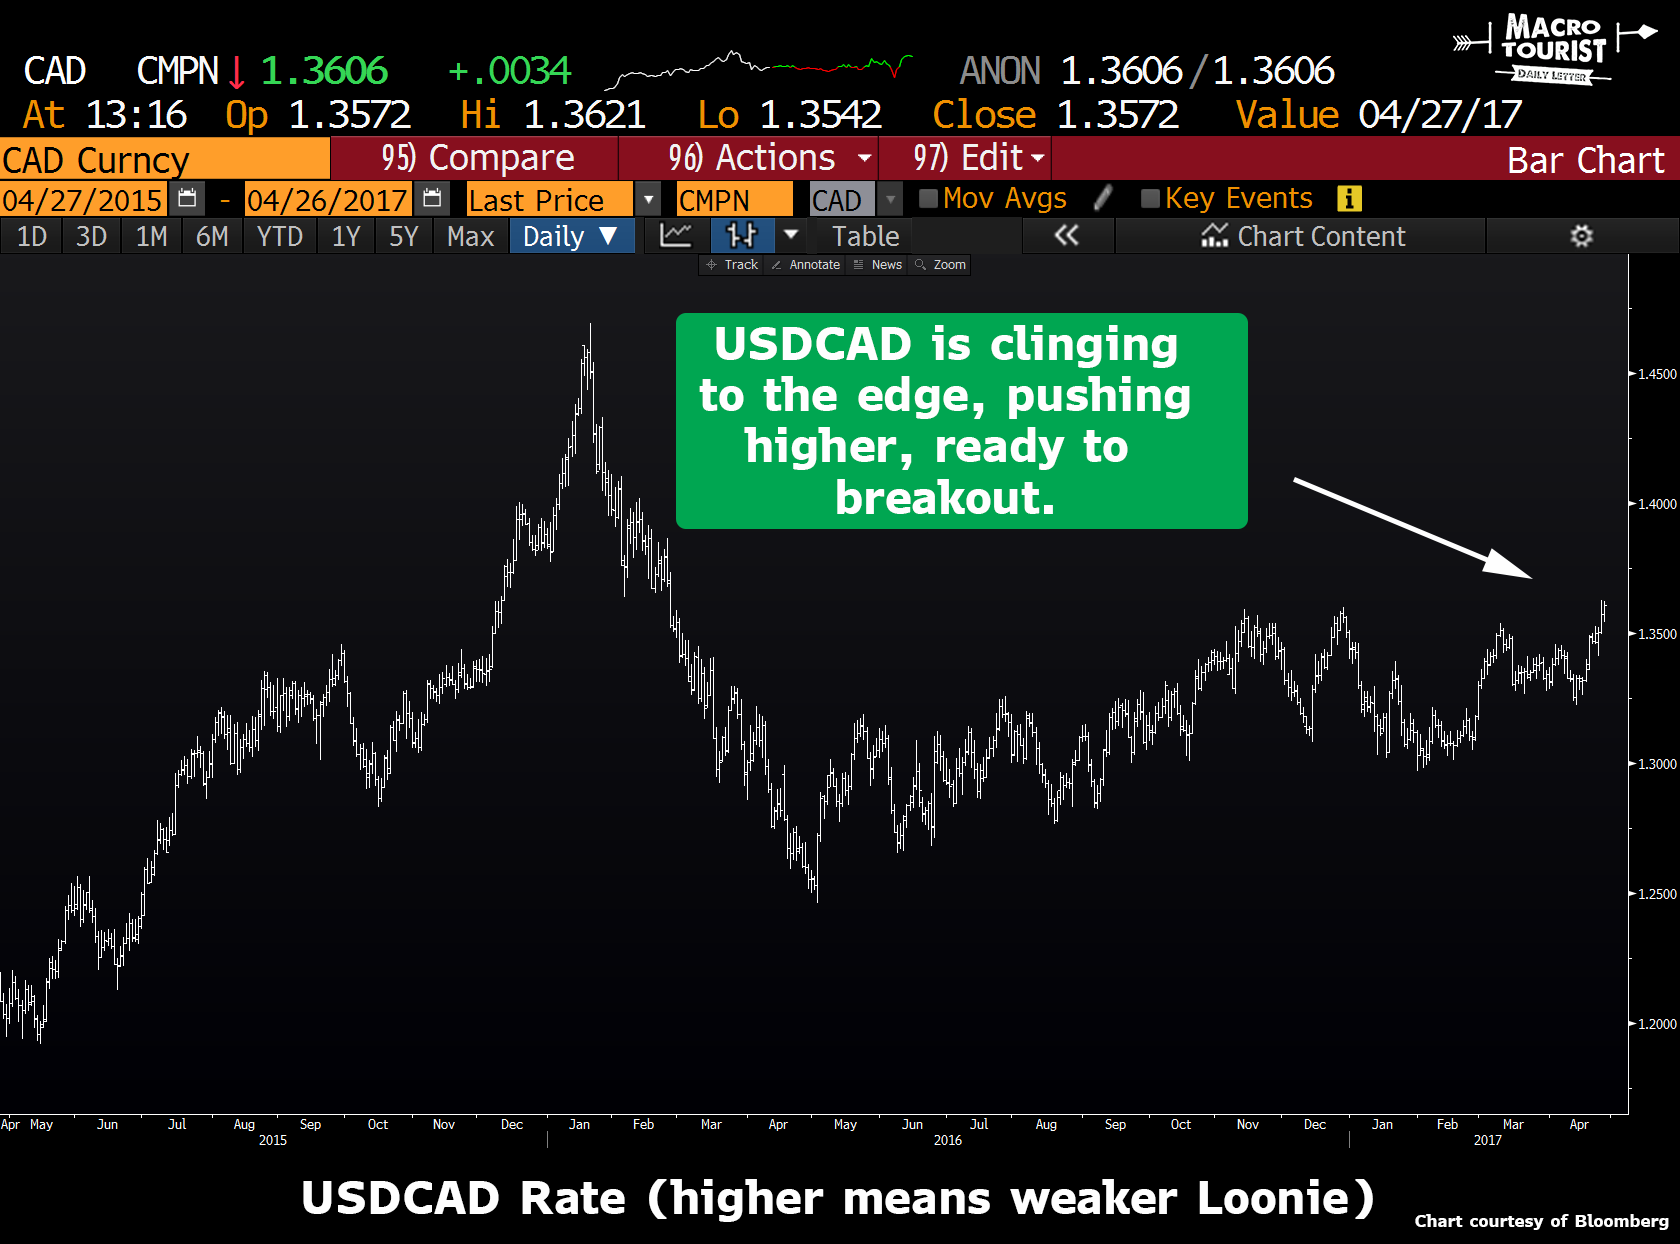 MACRO
TOURIST
DAILY LETTER
CAD CMPN↓ 1.3606 +.0034 ANON 1.3606/1.3606
At 13:16 Op 1.3572 Hi 1.3621 Lo 1.3542 Close 1.3572 Value 04/27/17
CAD Curncy 95) Compare 96) Actions 97) Edit Bar Chart
04/27/2015 - 04/26/2017 Last Price CMPN CAD Mov Avgs Key Events i
1D 3D 1M 6M YTD 1Y 5Y Max Daily ▼ Table « Chart Content
Track Annotate News Zoom
USDCAD is clinging
to the edge, pushing
higher, ready to
breakout.
1.4500
1.4000
1.3500
1.3000
1.2500
1.2000
Apr May Jun Jul Aug Sep Oct Nov Dec Jan Feb Mar Apr May Jun Jul Aug Sep Oct Nov Dec Jan Feb Mar Apr
2015 2016 2017
USDCAD Rate (higher means weaker Loonie)
Chart courtesy of Bloomberg